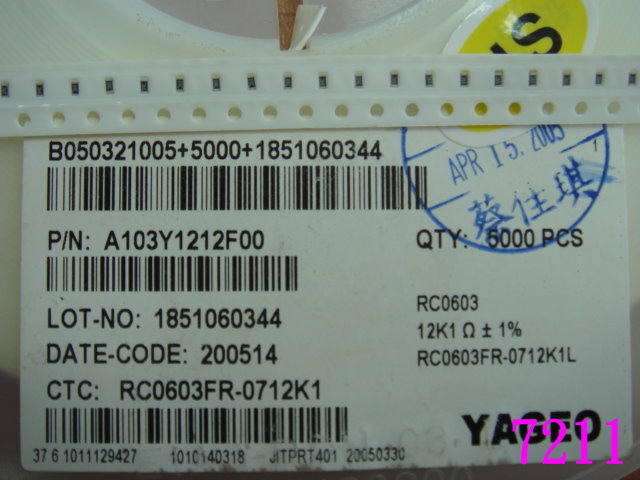 B050321005+5000+1851060344
APR 15. 2005
1
蔡佳琪
P/N: A103Y1212F00
QTY: 5000 PCS
LOT-NO: 1851060344
RC0603
12K1 Ω ± 1%
DATE-CODE: 200514
RC0603FR-0712K1L
CTC: RC0603FR-0712K1
YAGEO
7211
37 6 1011129427 1010140318 JITPRT401 20050330